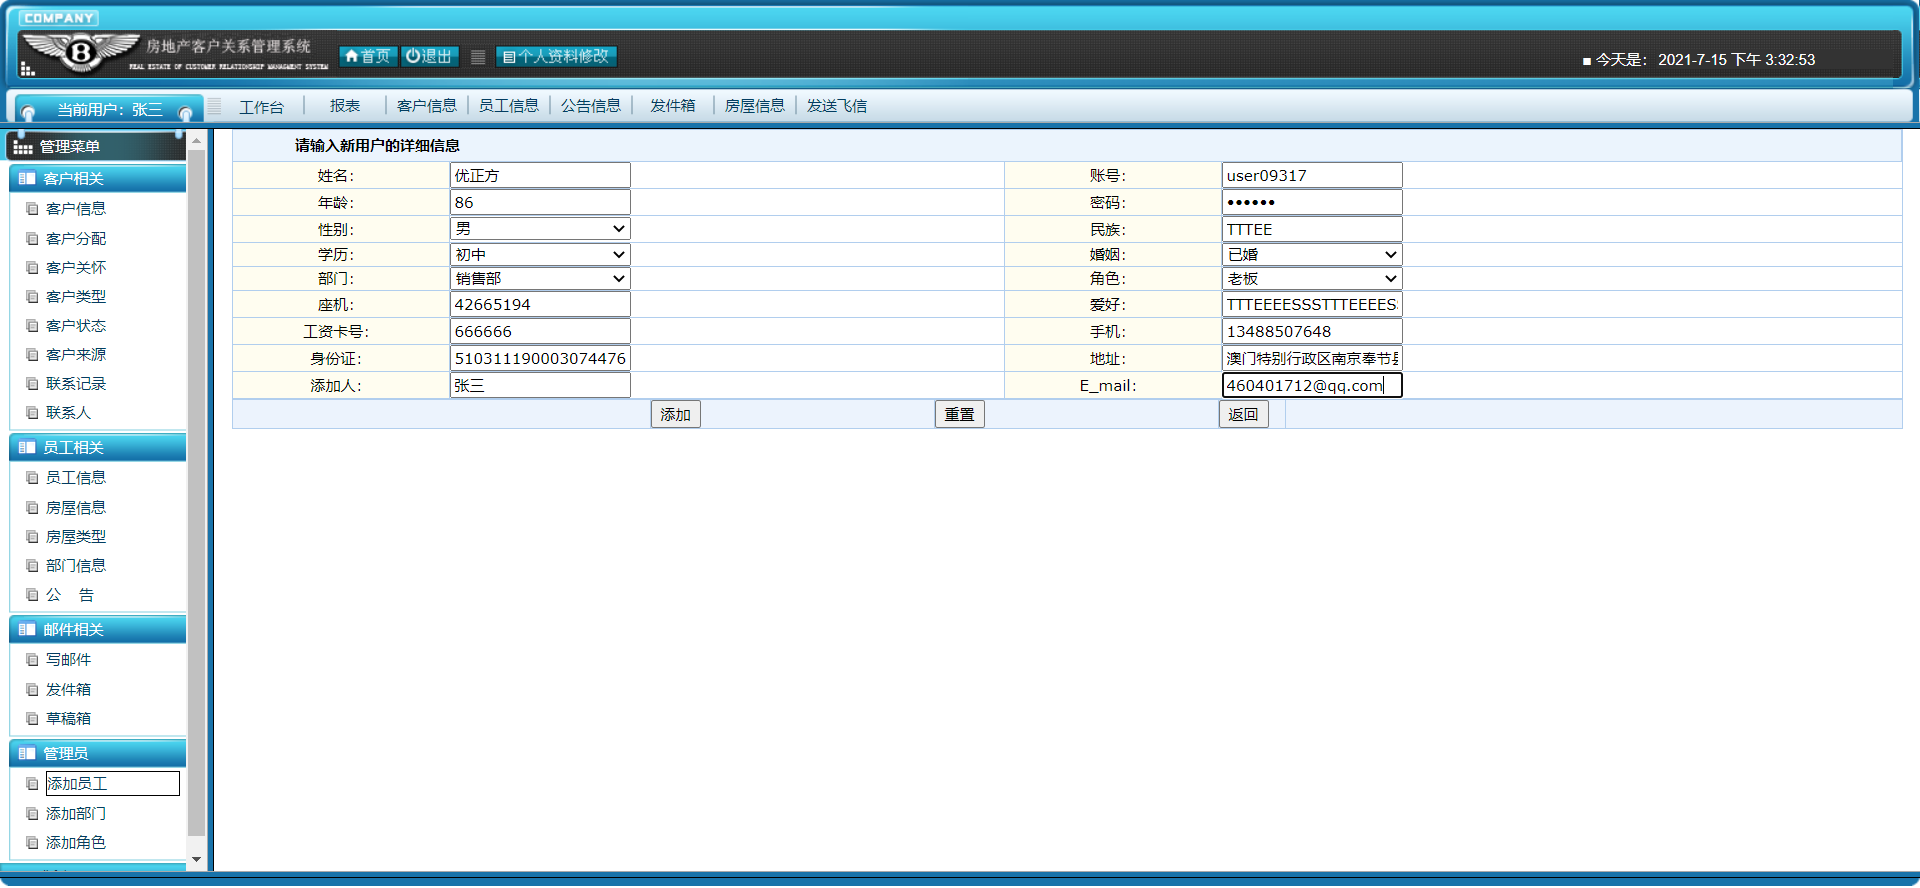 COMPANY
房地产客户关系管理系统
REAL ESTATE OF CUSTOMER RELATIONSHIP MANAGMENT SYSTEM
首页 退出 个人资料修改
■ 今天是： 2021-7-15 下午 3:32:53
当前用户：张三
工作台 报表 客户信息 员工信息 公告信息 发件箱 房屋信息 发送飞信
管理菜单
客户相关
客户信息
客户分配
客户关怀
客户类型
客户状态
客户来源
联系记录
联系人
员工相关
员工信息
房屋信息
房屋类型
部门信息
公 告
邮件相关
写邮件
发件箱
草稿箱
管理员
添加员工
添加部门
添加角色
请输入新用户的详细信息
姓名： 优正方 账号： user09317
年龄： 86 密码： ••••••
性别： 男 民族： TTTEE
学历： 初中 婚姻： 已婚
部门： 销售部 角色： 老板
座机： 42665194 爱好： TTTEEEESSSTTTEEEES
工资卡号： 666666 手机： 13488507648
身份证： 510311190003074476 地址： 澳门特别行政区南京奉节县
添加人： 张三 E_mail： 460401712@qq.com
添加 重置 返回